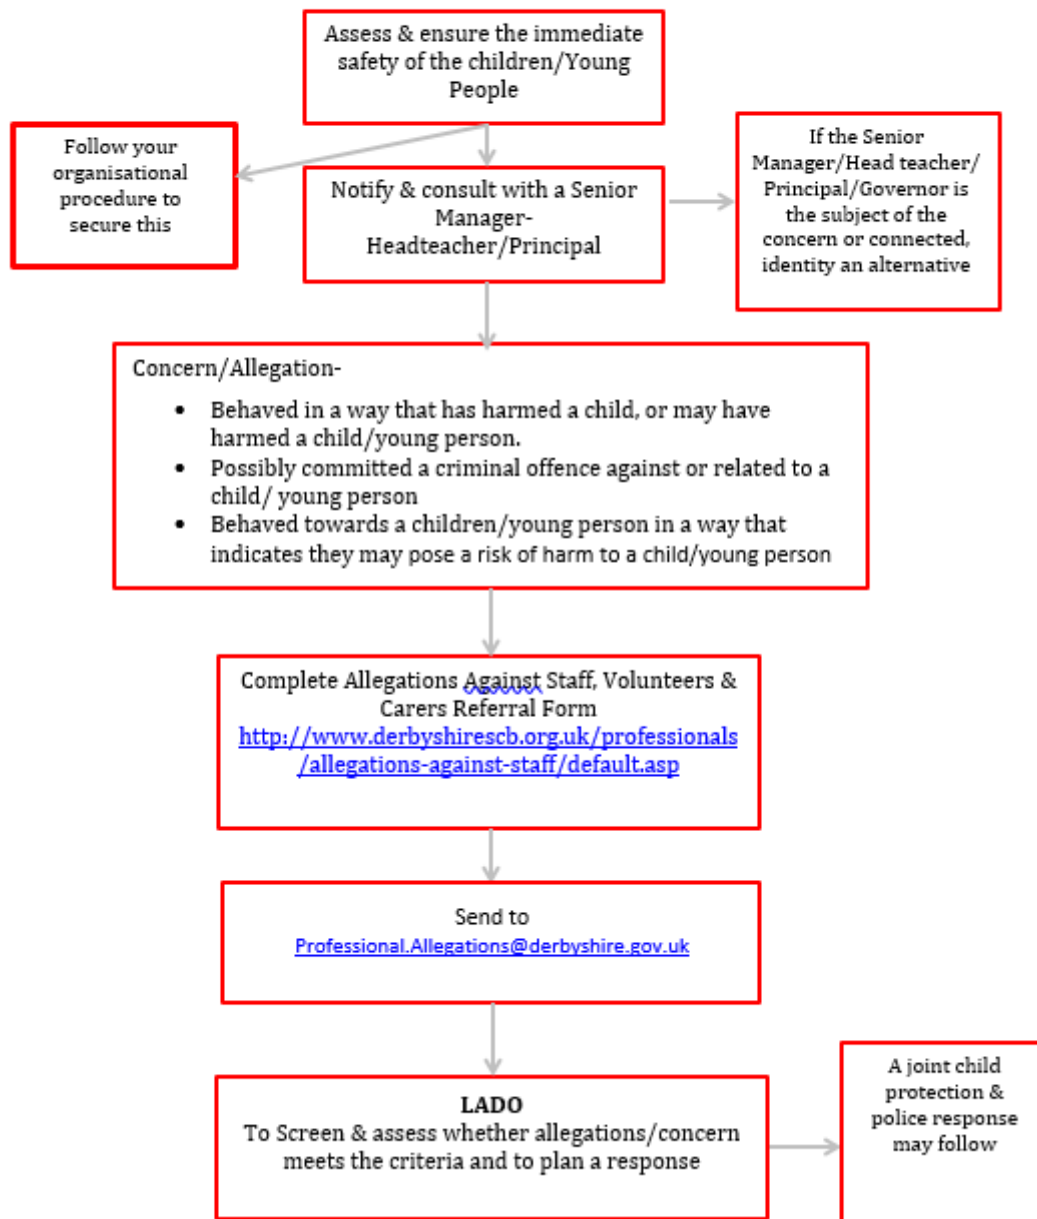 Assess & ensure the immediate
safety of the children/Young
People
Follow your
organisational
procedure to
secure this
Notify & consult with a Senior
Manager-
Headteacher/Principal
If the Senior
Manager/Head teacher/
Principal/Governor is
the subject of the
concern or connected,
identity an alternative
Concern/Allegation-
• Behaved in a way that has harmed a child, or may have
harmed a child/young person.
• Possibly committed a criminal offence against or related to a
child/ young person
• Behaved towards a children/young person in a way that
indicates they may pose a risk of harm to a child/young person
Complete Allegations Against Staff, Volunteers &
Carers Referral Form
http://www.derbyshirescb.org.uk/professionals
/allegations-against-staff/default.asp
Send to
Professional.Allegations@derbyshire.gov.uk
LADO
To Screen & assess whether allegations/concern
meets the criteria and to plan a response
A joint child
protection &
police response
may follow